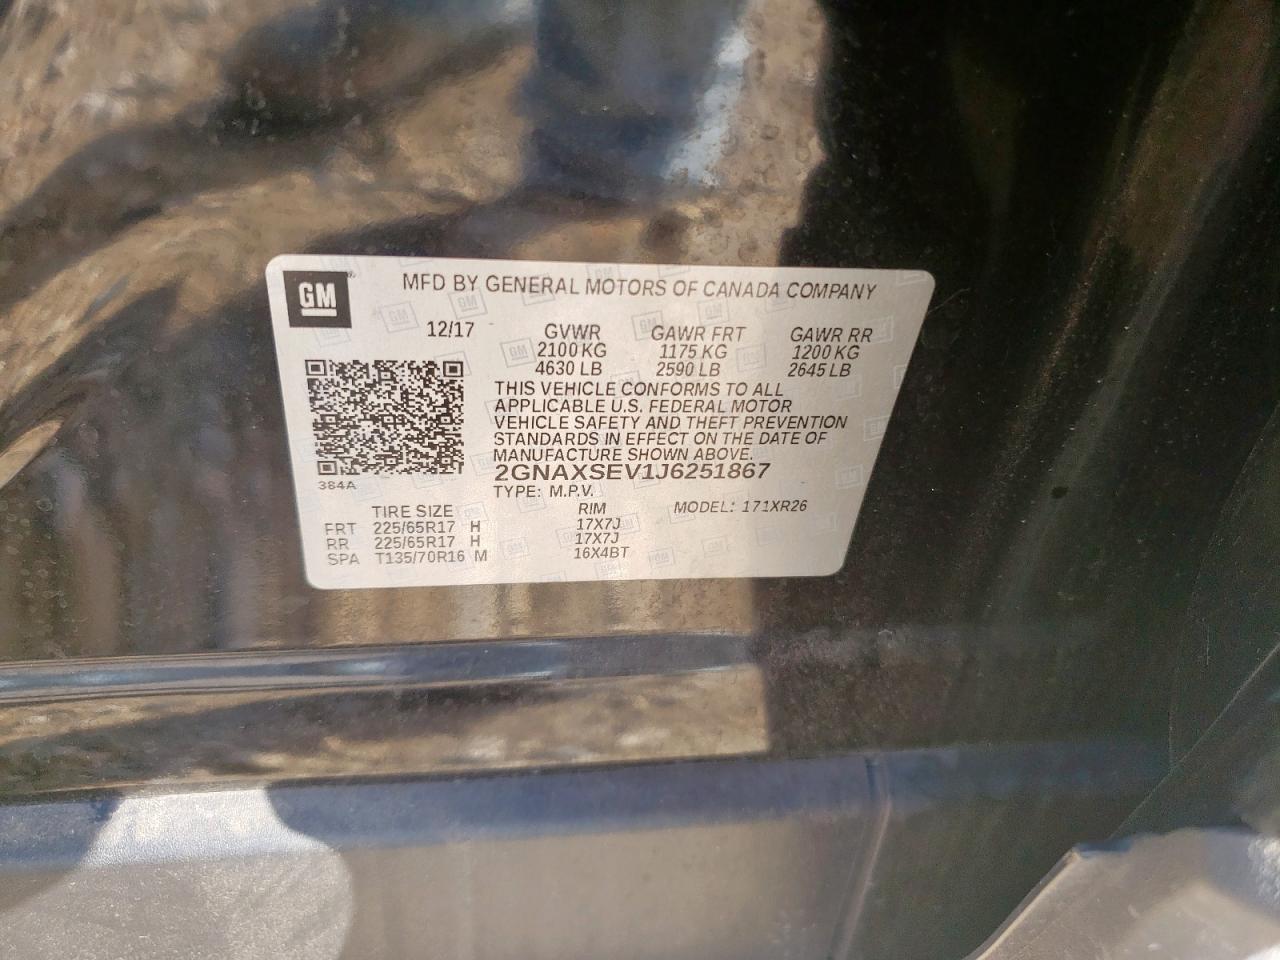 GM®
MFD BY GENERAL MOTORS OF CANADA COMPANY
12/17 GVWR GAWR FRT GAWR RR
2100 KG 1175 KG 1200 KG
4630 LB 2590 LB 2645 LB
THIS VEHICLE CONFORMS TO ALL
APPLICABLE U.S. FEDERAL MOTOR
VEHICLE SAFETY AND THEFT PREVENTION
STANDARDS IN EFFECT ON THE DATE OF
MANUFACTURE SHOWN ABOVE.
2GNAXSEV1J6251867
384A
TYPE: M.P.V.
TIRE SIZE RIM MODEL: 171XR26
FRT 225/65R17 H 17X7J
RR 225/65R17 H 17X7J
SPA T135/70R16 M 16X4BT